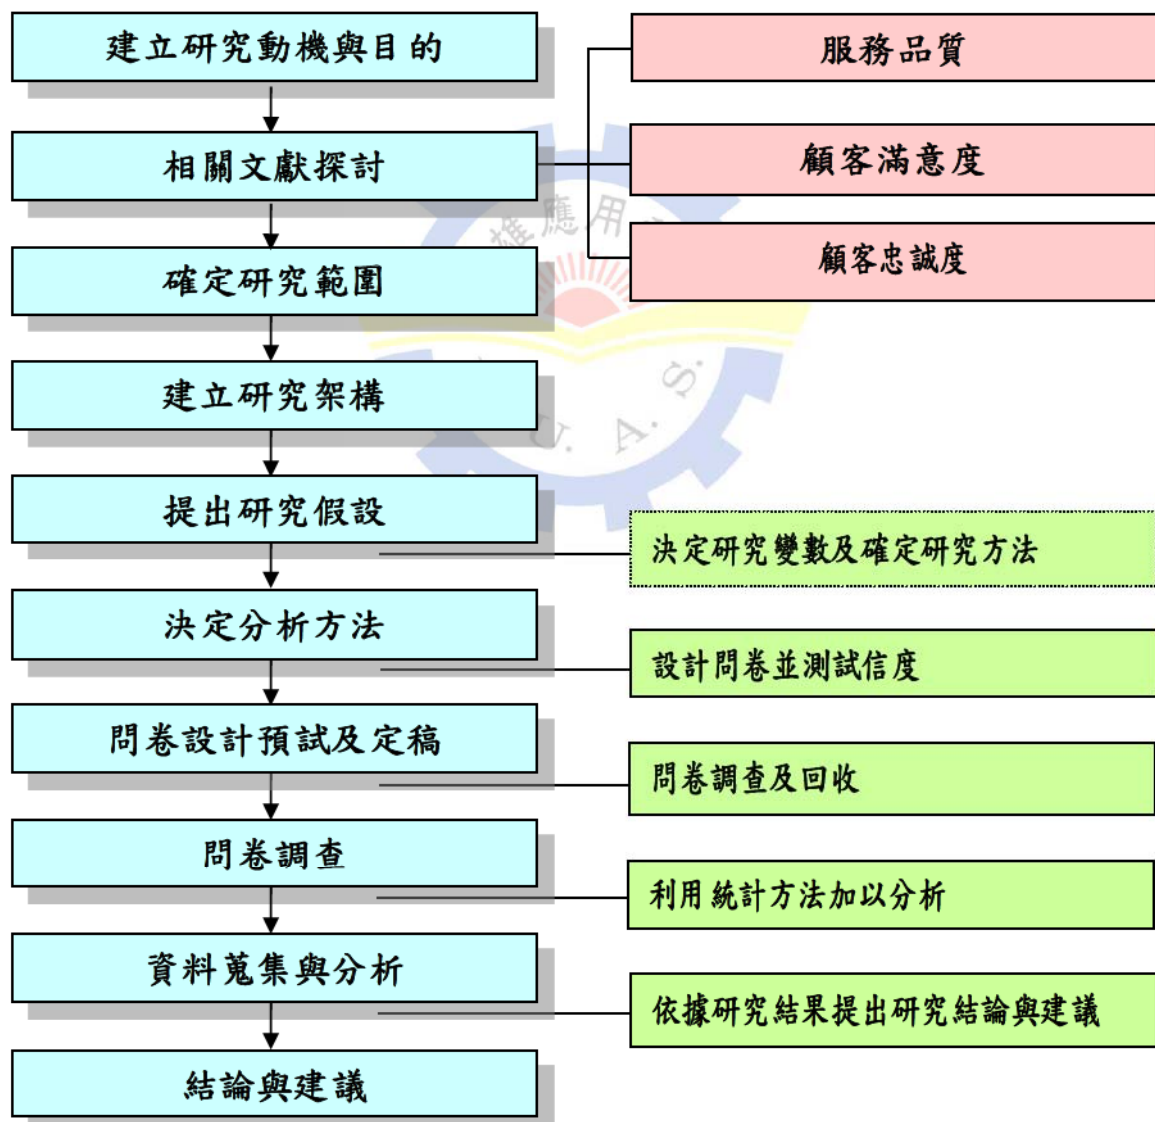 建立研究動機與目的
服務品質
相關文獻探討
顧客滿意度
雄應用
顧客忠誠度
確定研究範圍
建立研究架構
U. A. S.
提出研究假設
決定研究變數及確定研究方法
決定分析方法
設計問卷並測試信度
問卷設計預試及定稿
問卷調查及回收
問卷調查
利用統計方法加以分析
資料蒐集與分析
依據研究結果提出研究結論與建議
結論與建議